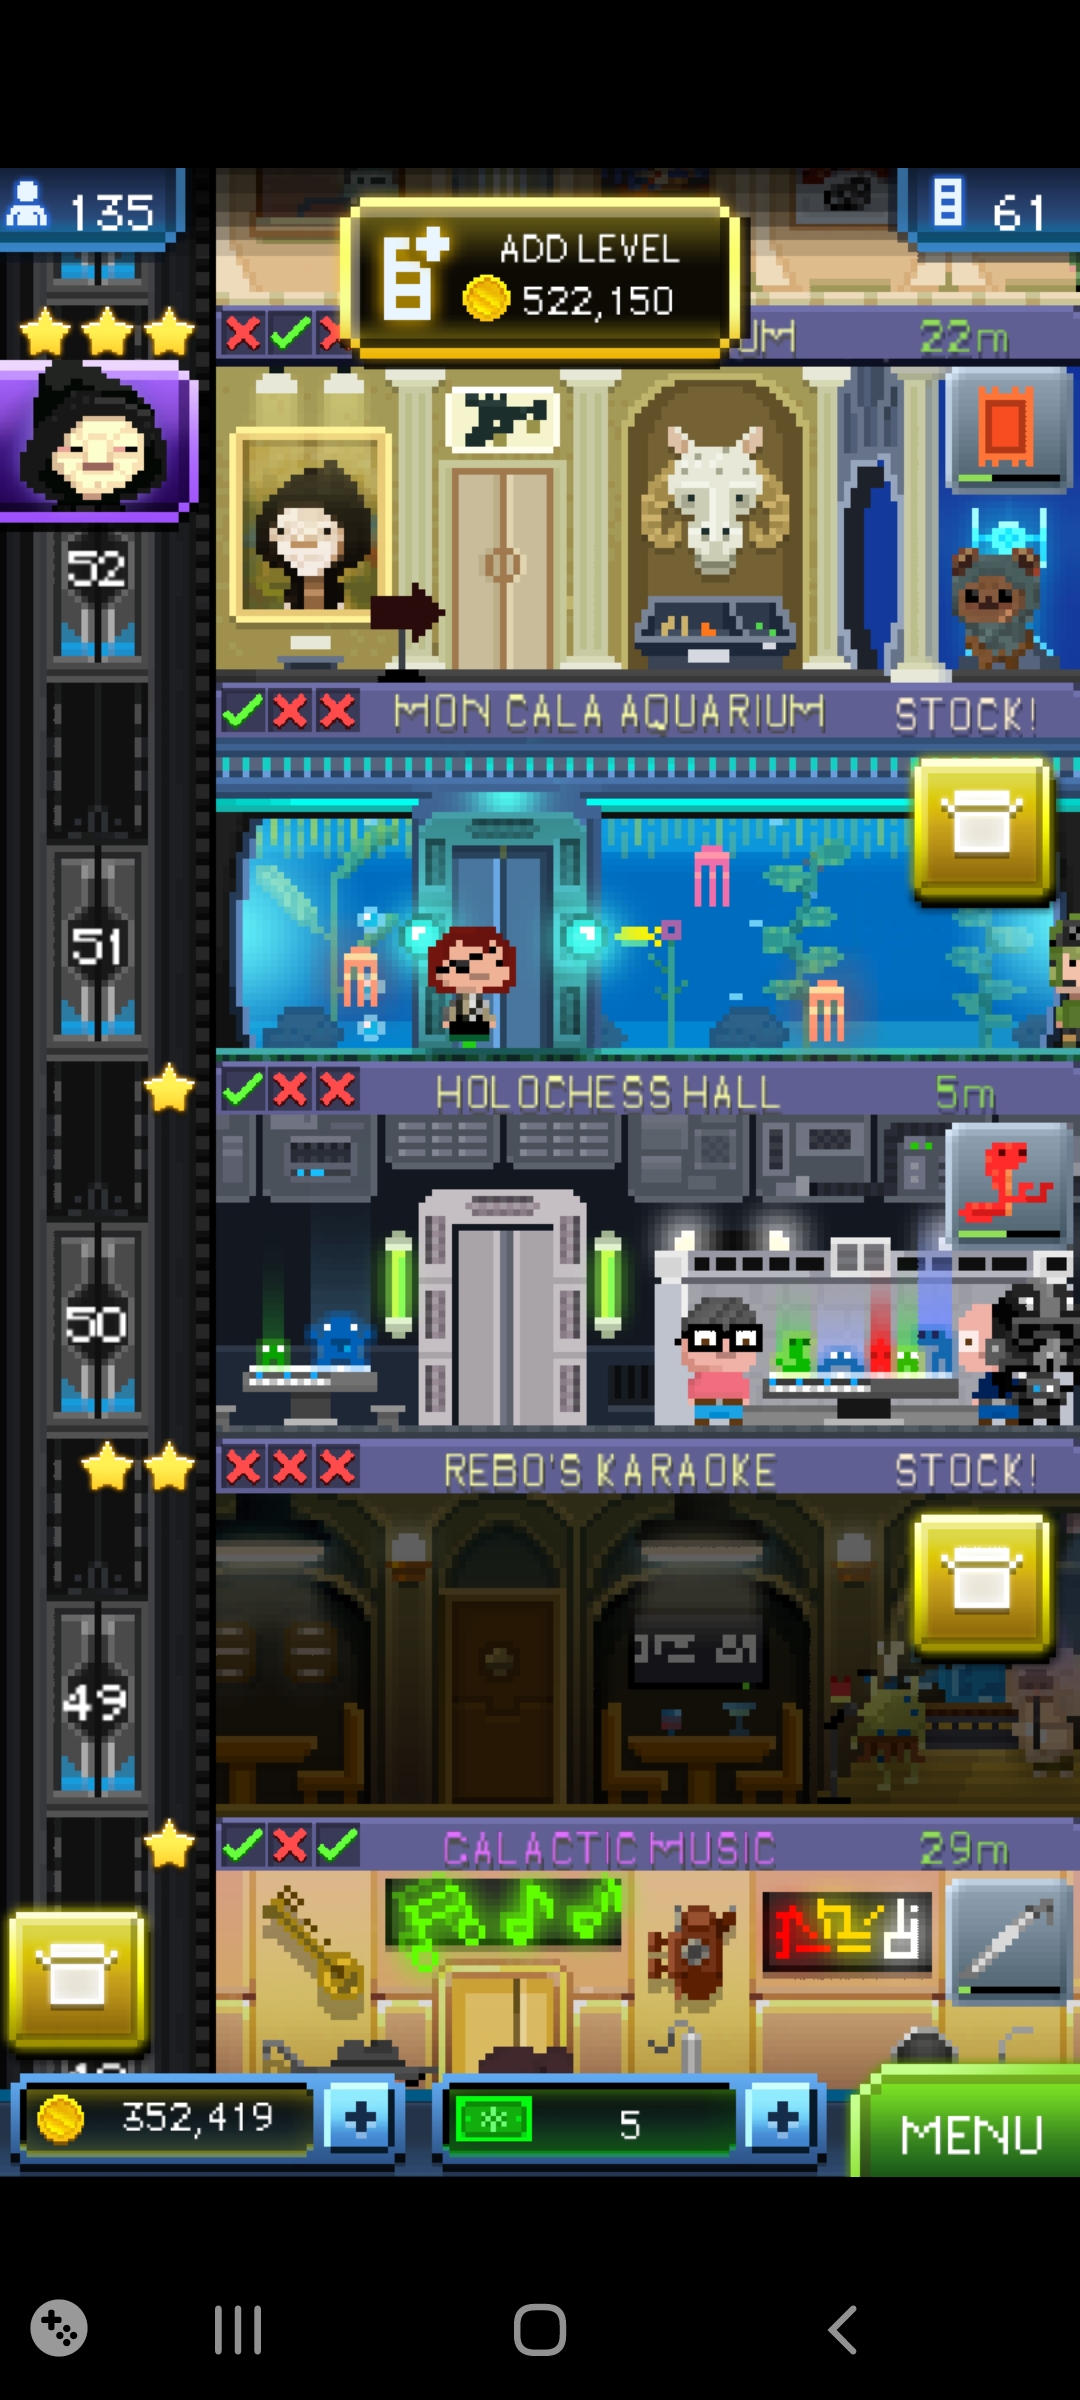 135
61
ADD LEVEL
522,150
22m
52
MON CALA AQUARIUM
STOCK!
51
HOLOCHESS HALL
5m
50
REBO'S KARAOKE
STOCK!
49
GALACTIC MUSIC
29m
352,419
5
MENU